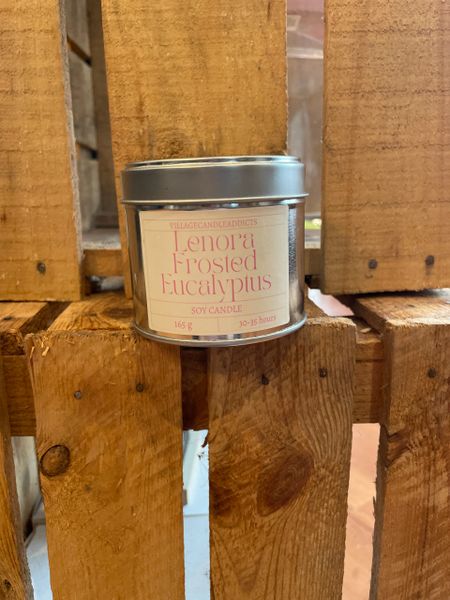 VILLAGECANDLEADDICTS
Lenora
Frosted
Eucalyptus
SOY CANDLE
165 g 30-35 hours